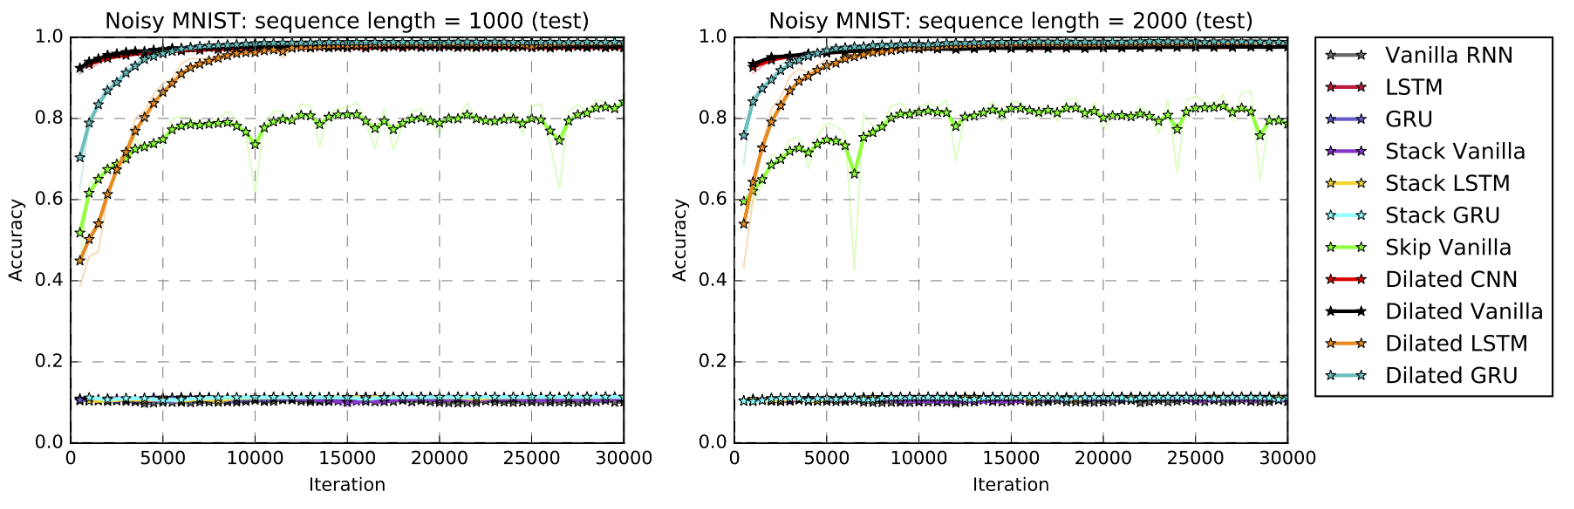 Noisy MNIST: sequence length = 1000 (test)
1.0
0.8
0.6
0.4
0.2
0.0
Accuracy
0 5000 10000 15000 20000 25000 30000
Iteration
Noisy MNIST: sequence length = 2000 (test)
1.0
0.8
0.6
0.4
0.2
0.0
Accuracy
0 5000 10000 15000 20000 25000 30000
Iteration
Vanilla RNN
LSTM
GRU
Stack Vanilla
Stack LSTM
Stack GRU
Skip Vanilla
Dilated CNN
Dilated Vanilla
Dilated LSTM
Dilated GRU